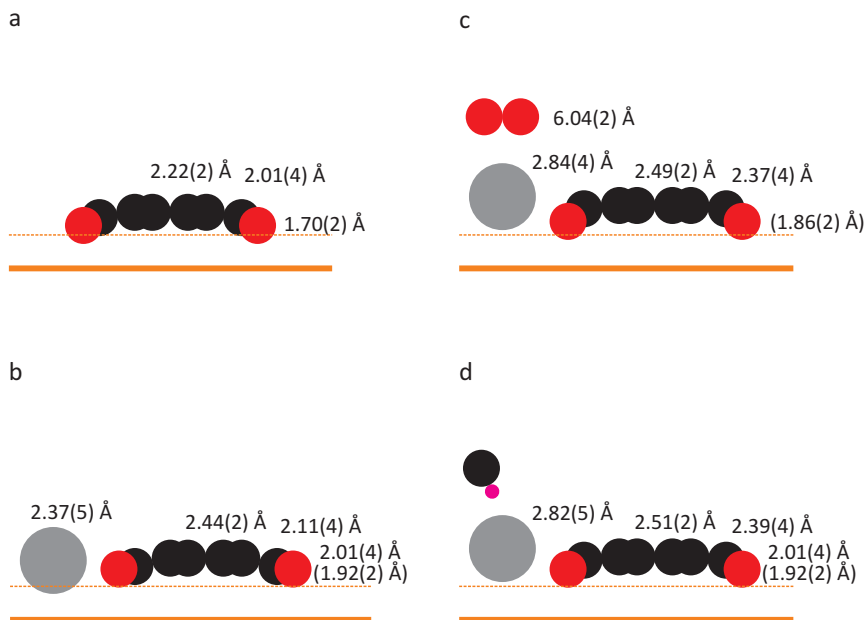 a
2.22(2) Å
2.01(4) Å
1.70(2) Å
c
6.04(2) Å
2.84(4) Å
2.49(2) Å
2.37(4) Å
(1.86(2) Å)
b
2.37(5) Å
2.44(2) Å
2.11(4) Å
2.01(4) Å
(1.92(2) Å)
d
2.82(5) Å
2.51(2) Å
2.39(4) Å
2.01(4) Å
(1.92(2) Å)